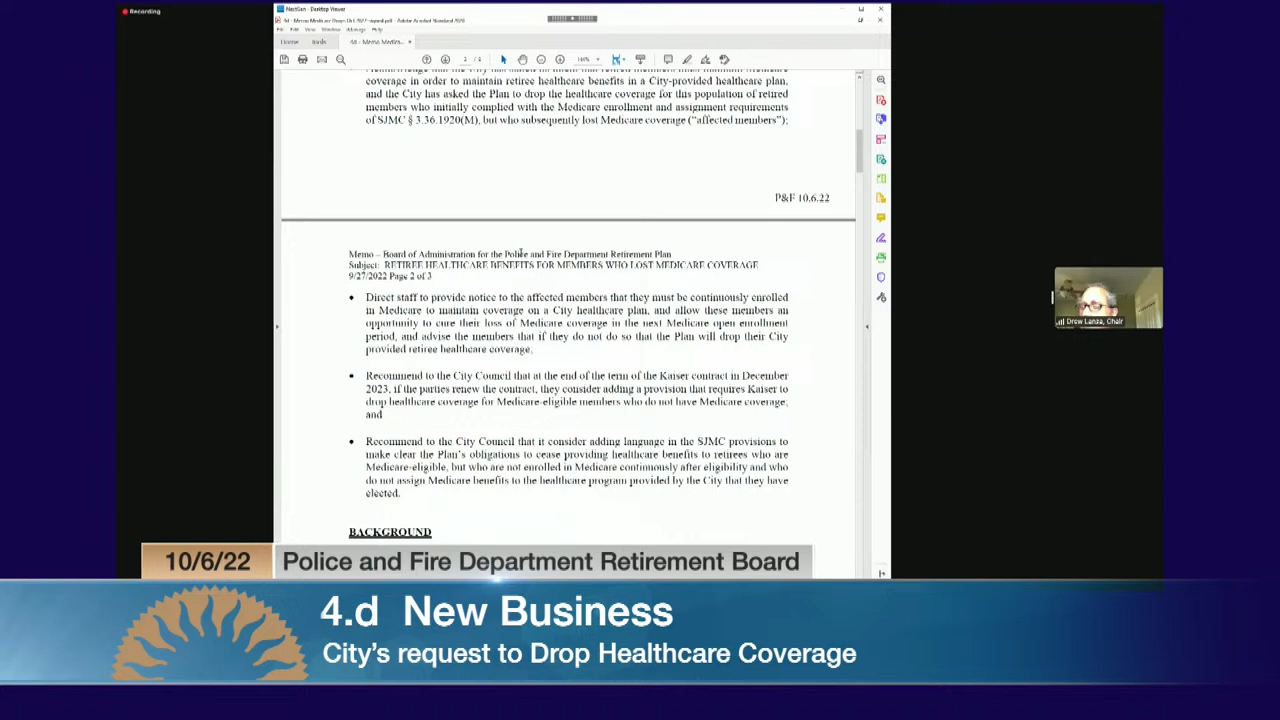 Recording
NextGen - Desktop Viewer
Home Tools
coverage in order to maintain retiree healthcare benefits in a City-provided healthcare plan,
and the City has asked the Plan to drop the healthcare coverage for this population of retired
members who initially complied with the Medicare enrollment and assignment requirements
of SJMC § 3.36.1920(M), but who subsequently lost Medicare coverage (“affected members”);
P&F 10.6.22
Memo – Board of Administration for the Police and Fire Department Retirement Plan
Subject: RETIREE HEALTHCARE BENEFITS FOR MEMBERS WHO LOST MEDICARE COVERAGE
9/27/2022 Page 2 of 3
• Direct staff to provide notice to the affected members that they must be continuously enrolled
in Medicare to maintain coverage on a City healthcare plan, and allow these members an
opportunity to cure their loss of Medicare coverage in the next Medicare open enrollment
period, and advise the members that if they do not do so that the Plan will drop their City
provided retiree healthcare coverage;
• Recommend to the City Council that at the end of the term of the Kaiser contract in December
2023, if the parties renew the contract, they consider adding a provision that requires Kaiser to
drop healthcare coverage for Medicare-eligible members who do not have Medicare coverage;
and
• Recommend to the City Council that it consider adding language in the SJMC provisions to
make clear the Plan’s obligations to cease providing healthcare benefits to retirees who are
Medicare-eligible, but who are not enrolled in Medicare continuously after eligibility and who
do not assign Medicare benefits to the healthcare program provided by the City that they have
elected.
BACKGROUND
Drew Lanza, Chair
10/6/22 Police and Fire Department Retirement Board
4.d New Business
City’s request to Drop Healthcare Coverage